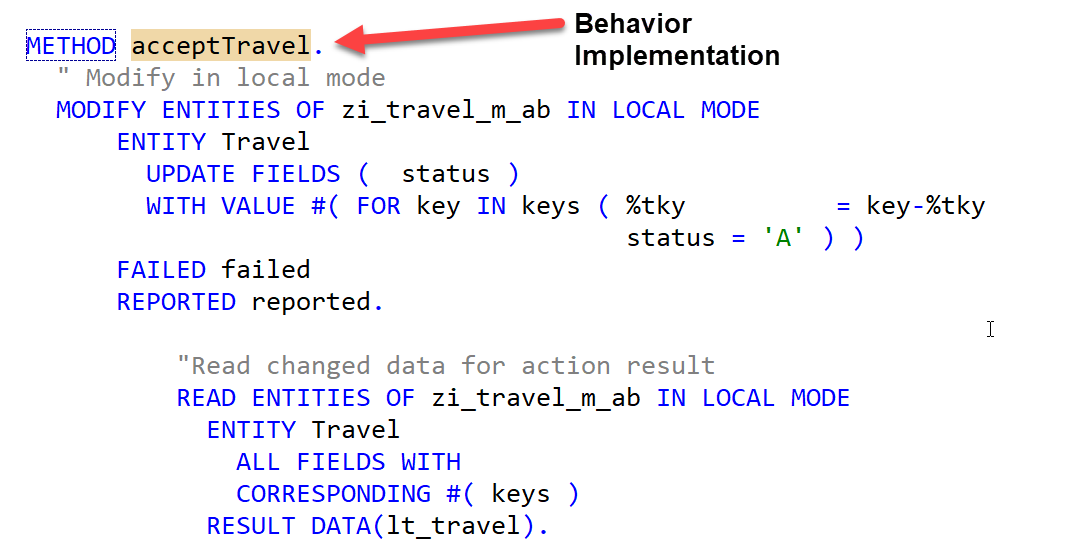 Behavior
Implementation
METHOD acceptTravel.
" Modify in local mode
MODIFY ENTITIES OF zi_travel_m_ab IN LOCAL MODE
ENTITY Travel
UPDATE FIELDS (  status )
WITH VALUE #( FOR key IN keys ( %tky          = key-%tky
status = 'A' ) )
FAILED failed
REPORTED reported.
"Read changed data for action result
READ ENTITIES OF zi_travel_m_ab IN LOCAL MODE
ENTITY Travel
ALL FIELDS WITH
CORRESPONDING #( keys )
RESULT DATA(lt_travel).